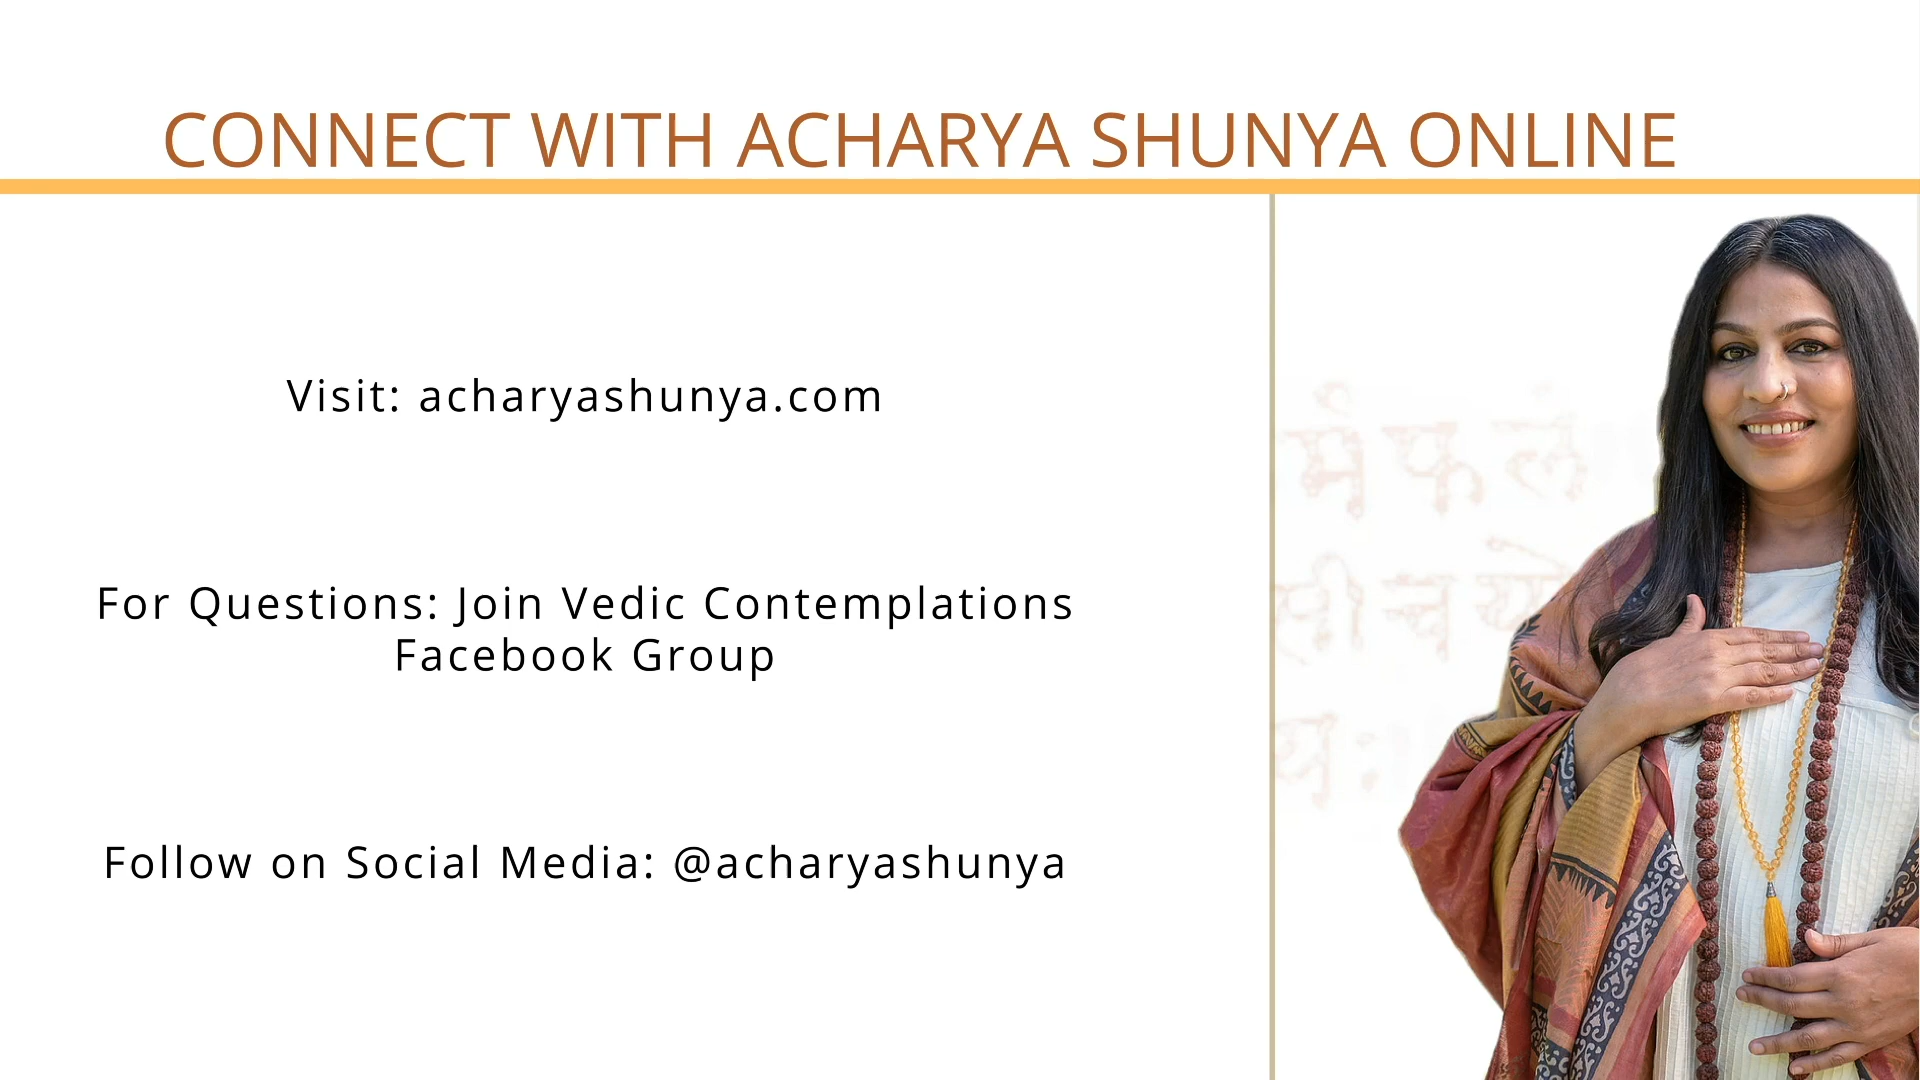 CONNECT WITH ACHARYA SHUNYA ONLINE
Visit: acharyashunya.com
For Questions: Join Vedic Contemplations
Facebook Group
Follow on Social Media: @acharyashunya